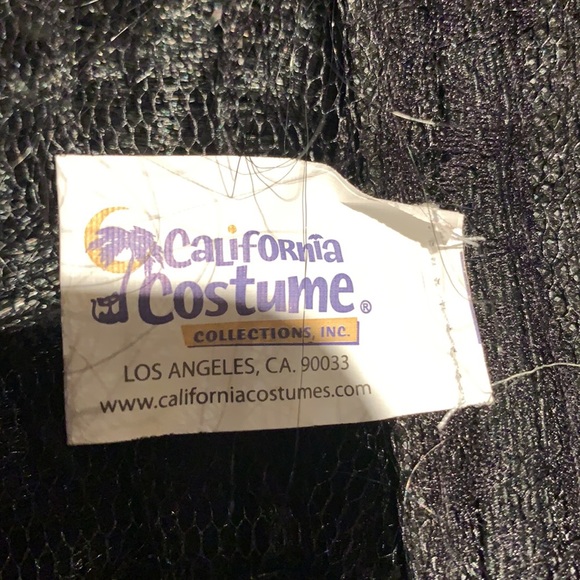 California
Costume®
COLLECTIONS, INC.
LOS ANGELES, CA. 90033
www.californiacostumes.com